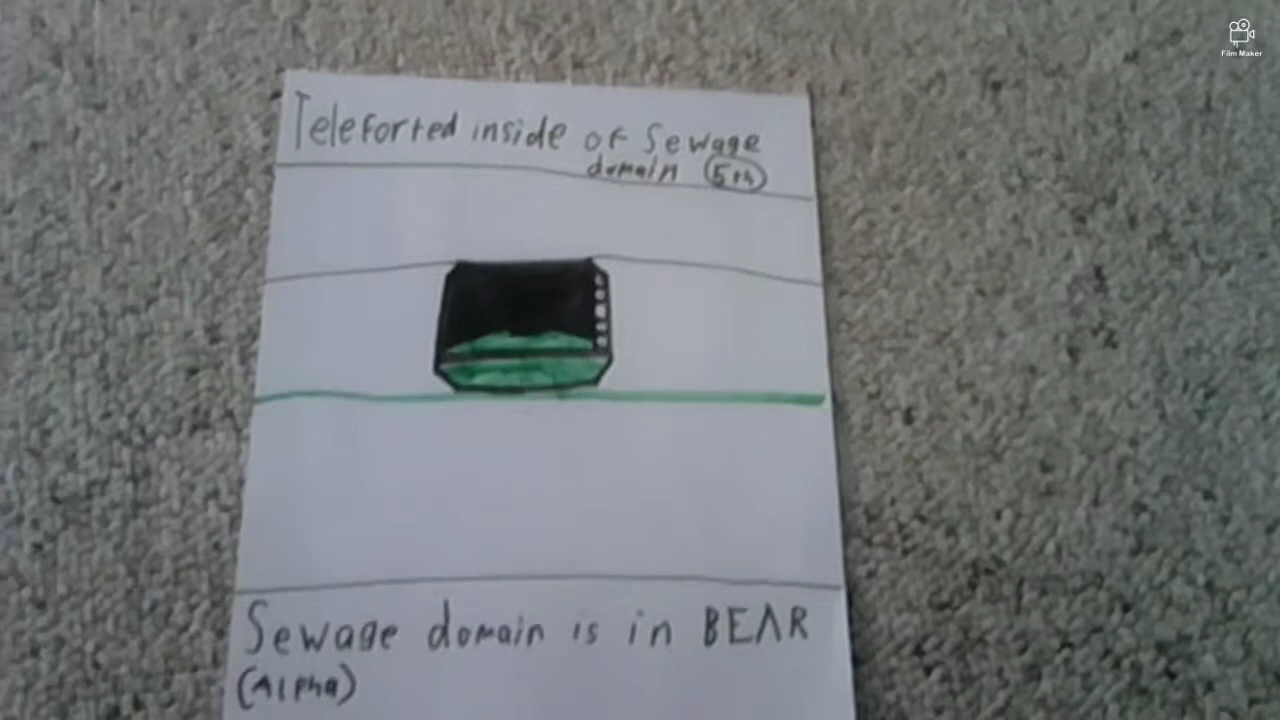 Teleforted inside of Sewage
domain 5th
Sewage domain is in BEAR
(Alpha)
Film Maker